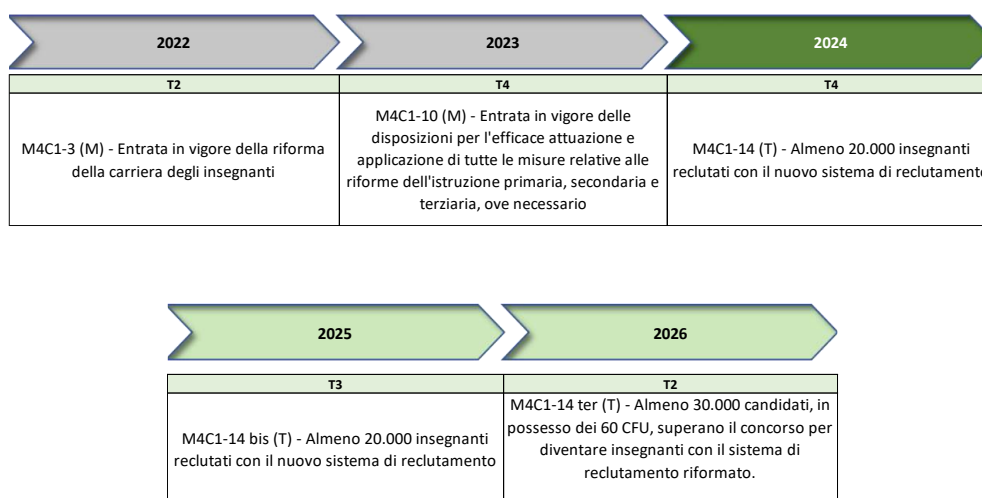 2022
2023
2024
T2
T4
T4
M4C1-3 (M) - Entrata in vigore della riforma
della carriera degli insegnanti
M4C1-10 (M) - Entrata in vigore delle
disposizioni per l'efficace attuazione e
applicazione di tutte le misure relative alle
riforme dell'istruzione primaria, secondaria e
terziaria, ove necessario
M4C1-14 (T) - Almeno 20.000 insegnanti
reclutati con il nuovo sistema di reclutamento
2025
2026
T3
T2
M4C1-14 bis (T) - Almeno 20.000 insegnanti
reclutati con il nuovo sistema di reclutamento
M4C1-14 ter (T) - Almeno 30.000 candidati, in
possesso dei 60 CFU, superano il concorso per
diventare insegnanti con il sistema di
reclutamento riformato.